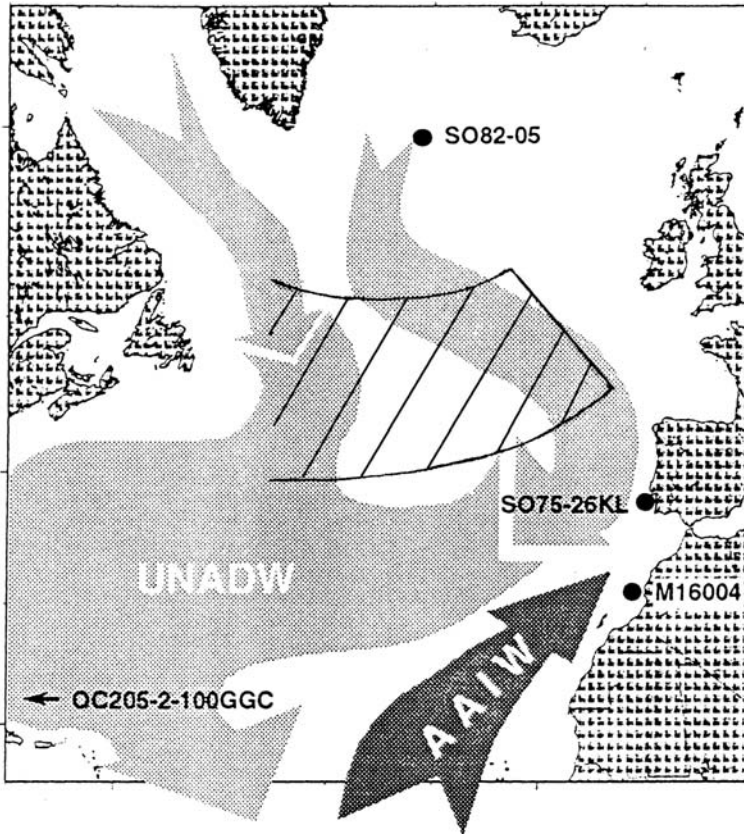 SO82-05
SO75-26KL
UNADW
M16004
OC205-2-100GGC
AAIW